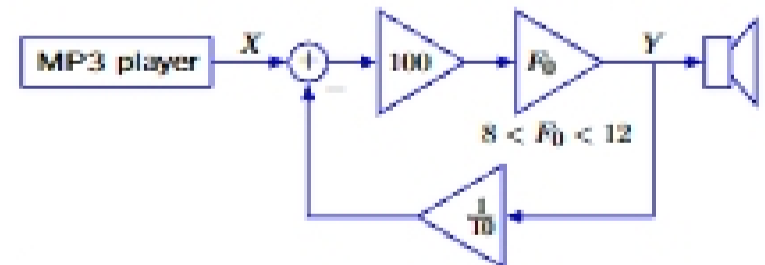 X
Y
MP3 player
+
100
F₀
−
8 < F₀ < 12
1/10